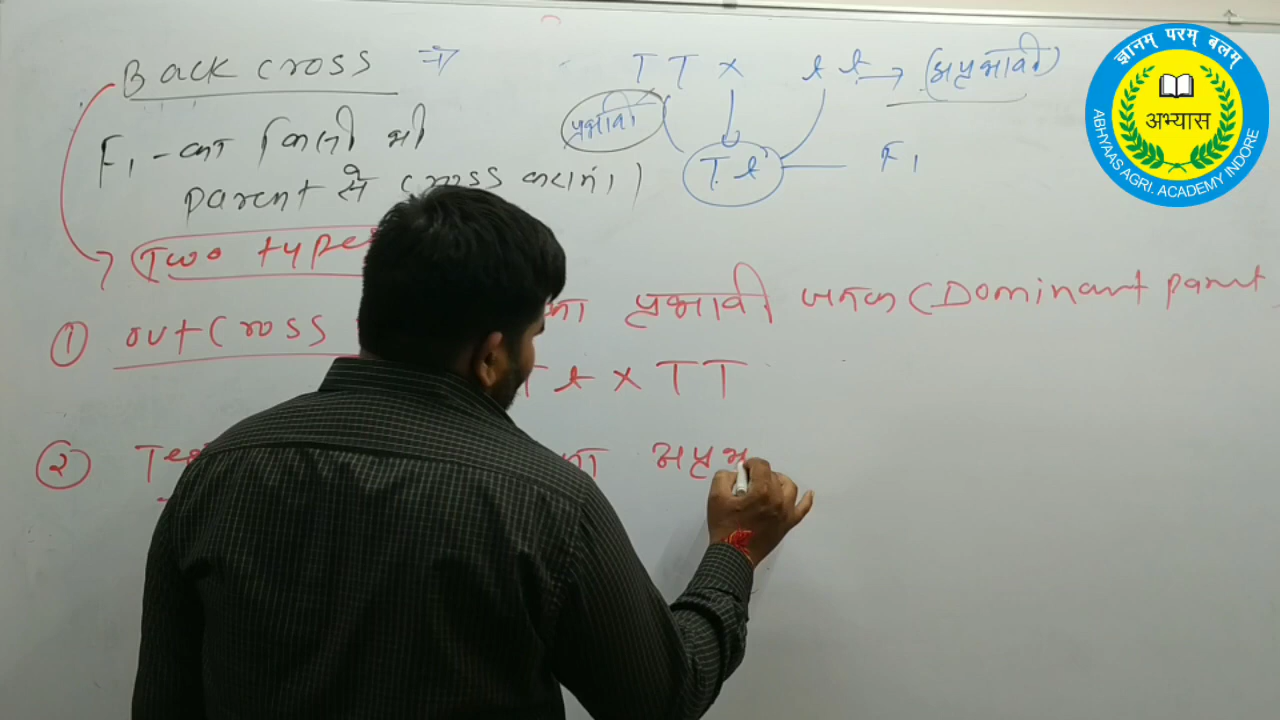 Back cross ⇒ TT × tt → (अप्रभावी)
प्रभावी
Tt F1
F1 - का किसी भी
parent से cross कराना।
Two types
① out cross का प्रभावी जनक (Dominant parent
Tt × TT
② Tes का अप्रभ
ज्ञानम् परम् बलम्
अभ्यास
ABHYAAS AGRI. ACADEMY INDORE